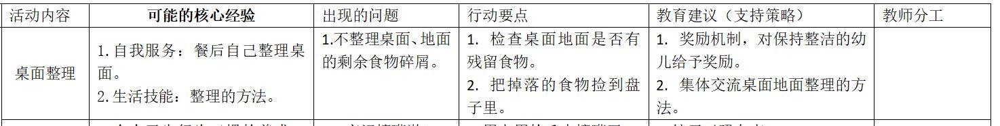 活动内容
可能的核心经验
出现的问题
行动要点
教育建议（支持策略）
教师分工
桌面整理
1.自我服务：餐后自己整理桌
面。
2.生活技能：整理的方法。
1.不整理桌面、地面
的剩余食物碎屑。
1. 检查桌面地面是否有
残留食物。
2. 把掉落的食物捡到盘
子里。
1. 奖励机制，对保持整洁的幼
儿给予奖励。
2. 集体交流桌面地面整理的方
法。